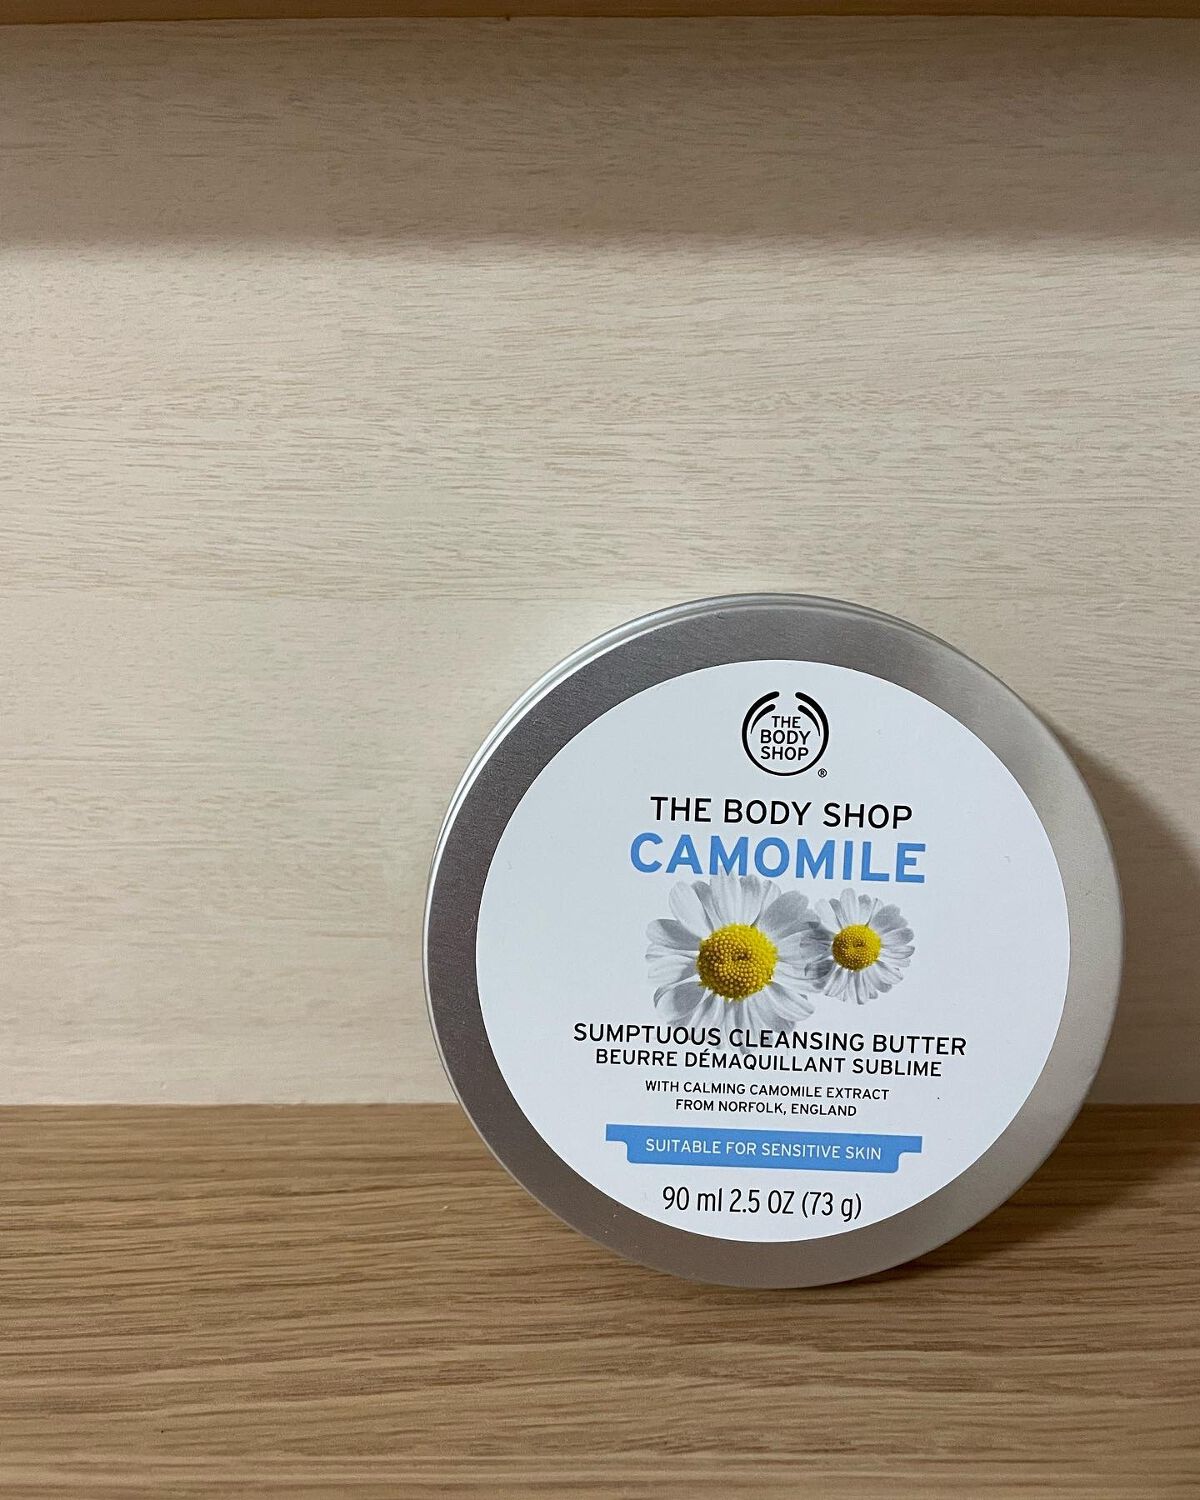 THE
BODY
SHOP
®
THE BODY SHOP
CAMOMILE
SUMPTUOUS CLEANSING BUTTER
BEURRE DÉMAQUILLANT SUBLIME
WITH CALMING CAMOMILE EXTRACT
FROM NORFOLK, ENGLAND
SUITABLE FOR SENSITIVE SKIN
90 ml 2.5 OZ (73 g)